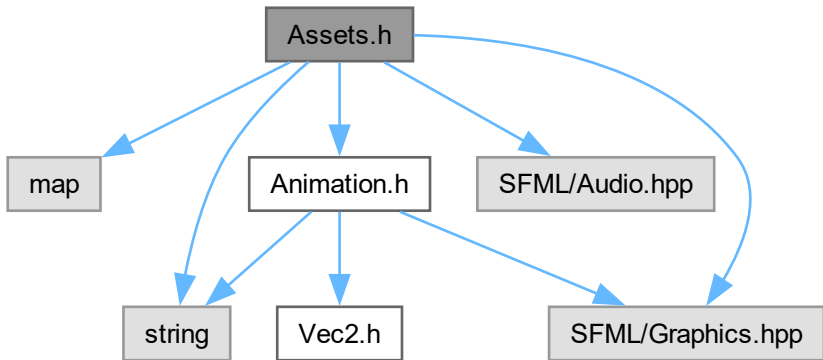 Assets.h
map
Animation.h
SFML/Audio.hpp
string
Vec2.h
SFML/Graphics.hpp